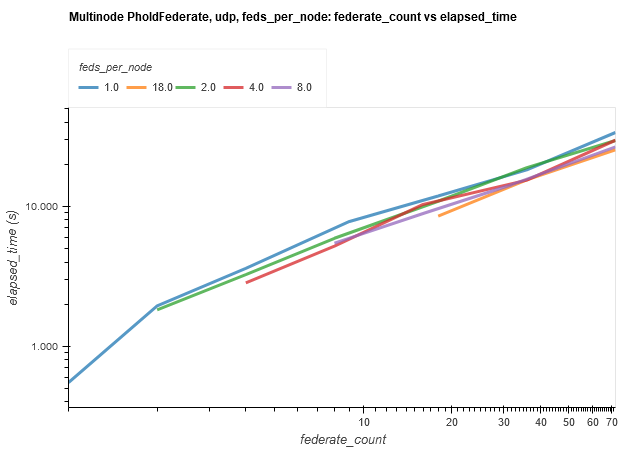 Multinode PholdFederate, udp, feds_per_node: federate_count vs elapsed_time
feds_per_node
1.0 18.0 2.0 4.0 8.0
elapsed_time (s)
10.000
1.000
10 20 30 40 50 60 70
federate_count